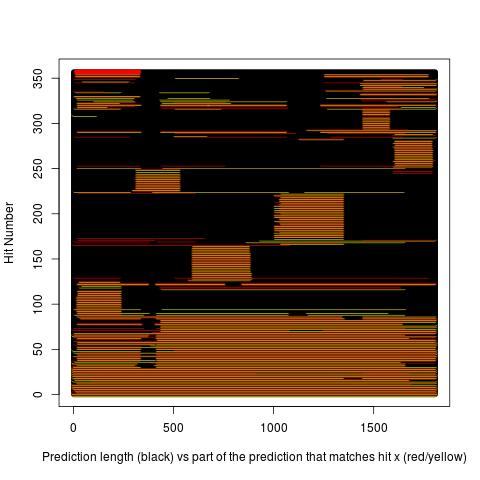 350
300
250
200
150
100
50
0
Hit Number
0 500 1000 1500
Prediction length (black) vs part of the prediction that matches hit x (red/yellow)